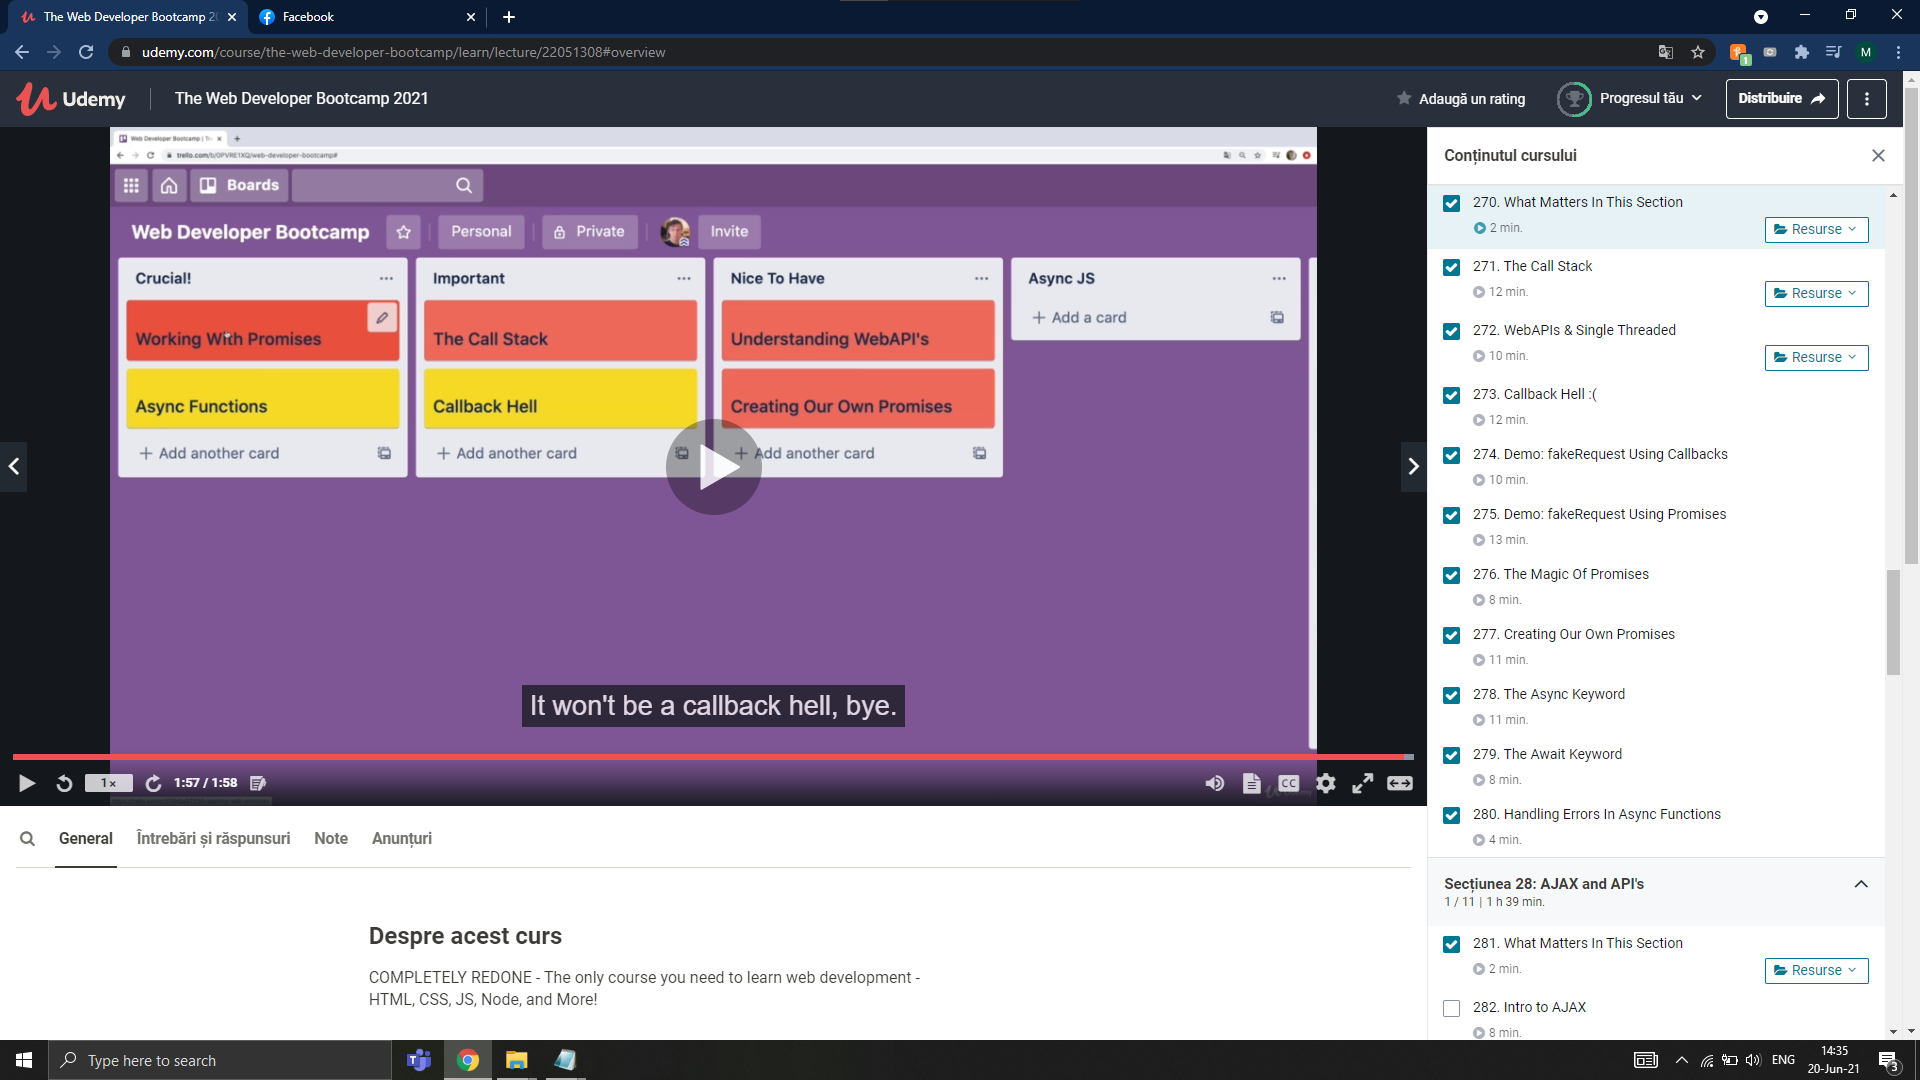 The Web Developer Bootcamp 20
Facebook
udemy.com/course/the-web-developer-bootcamp/learn/lecture/22051308#overview
1
M
Udemy
The Web Developer Bootcamp 2021
Adaugă un rating
Progresul tău
Distribuire
Web Developer Bootcamp | Tr
trello.com/b/0PVRE1XQ/web-developer-bootcamp#
Boards
Web Developer Bootcamp
Personal
Private
Invite
Crucial!
Working With Promises
Async Functions
+ Add another card
Important
The Call Stack
Callback Hell
+ Add another card
Nice To Have
Understanding WebAPI's
Creating Our Own Promises
+ Add another card
Async JS
+ Add a card
It won't be a callback hell, bye.
1x
1:57 / 1:58
CC
General
Întrebări și răspunsuri
Note
Anunțuri
Despre acest curs
COMPLETELY REDONE - The only course you need to learn web development -
HTML, CSS, JS, Node, and More!
Conținutul cursului
270. What Matters In This Section
2 min.
Resurse
271. The Call Stack
12 min.
Resurse
272. WebAPIs & Single Threaded
10 min.
Resurse
273. Callback Hell :(
12 min.
274. Demo: fakeRequest Using Callbacks
10 min.
275. Demo: fakeRequest Using Promises
13 min.
276. The Magic Of Promises
8 min.
277. Creating Our Own Promises
11 min.
278. The Async Keyword
11 min.
279. The Await Keyword
8 min.
280. Handling Errors In Async Functions
4 min.
Secțiunea 28: AJAX and API's
1 / 11 | 1 h 39 min.
281. What Matters In This Section
2 min.
Resurse
282. Intro to AJAX
8 min.
Type here to search
ENG
14:35
20-Jun-21
3